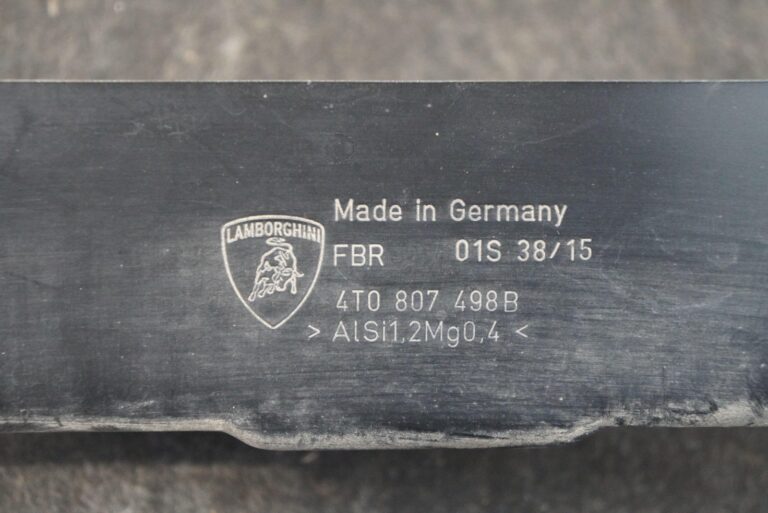 Made in Germany
LAMBORGHINI
FBR 01S 38/15
4T0 807 498B
> AlSi1,2Mg0,4 <